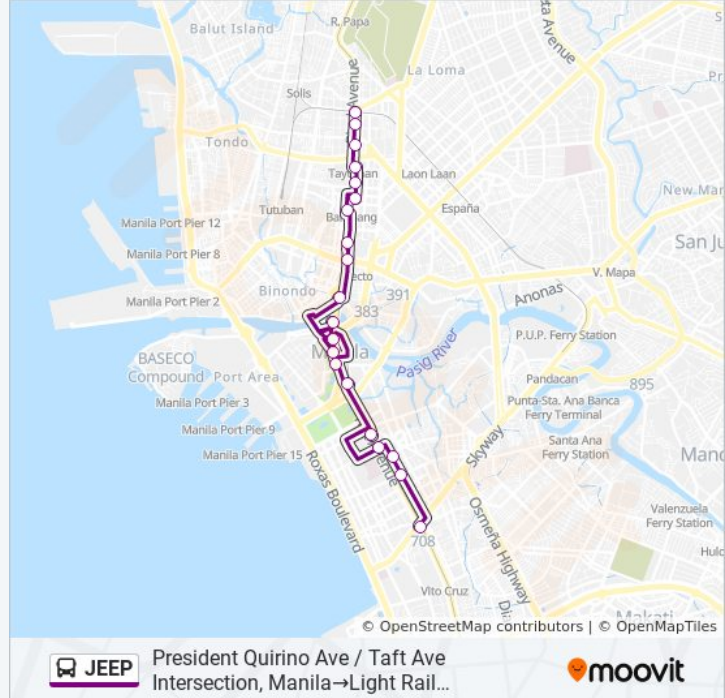 R. Papa
Balut Island
La Loma
Solis
Avenue
Tondo
Laon Laan
Tutuban
España
New Mar
Manila Port Pier 12
San Ju
Manila Port Pier 8
V. Mapa
Binondo
Anonas
Manila Port Pier 2
391
383
P.U.P. Ferry Station
BASECO
Compound
Port Area
Pasig River
Pandacan
895
Manila Port Pier 3
Punta-Sta. Ana Banca
Ferry Terminal
Manila Port Pier 9
Santa Ana
Ferry Station
Skyway
Manila Port Pier 15
Roxas Boulevard
Osmeña Highway
Valenzuela
Ferry Station
708
Vito Cruz
© OpenStreetMap contributors | © OpenMapTiles
JEEP
President Quirino Ave / Taft Ave
Intersection, Manila→Light Rail...
moovit